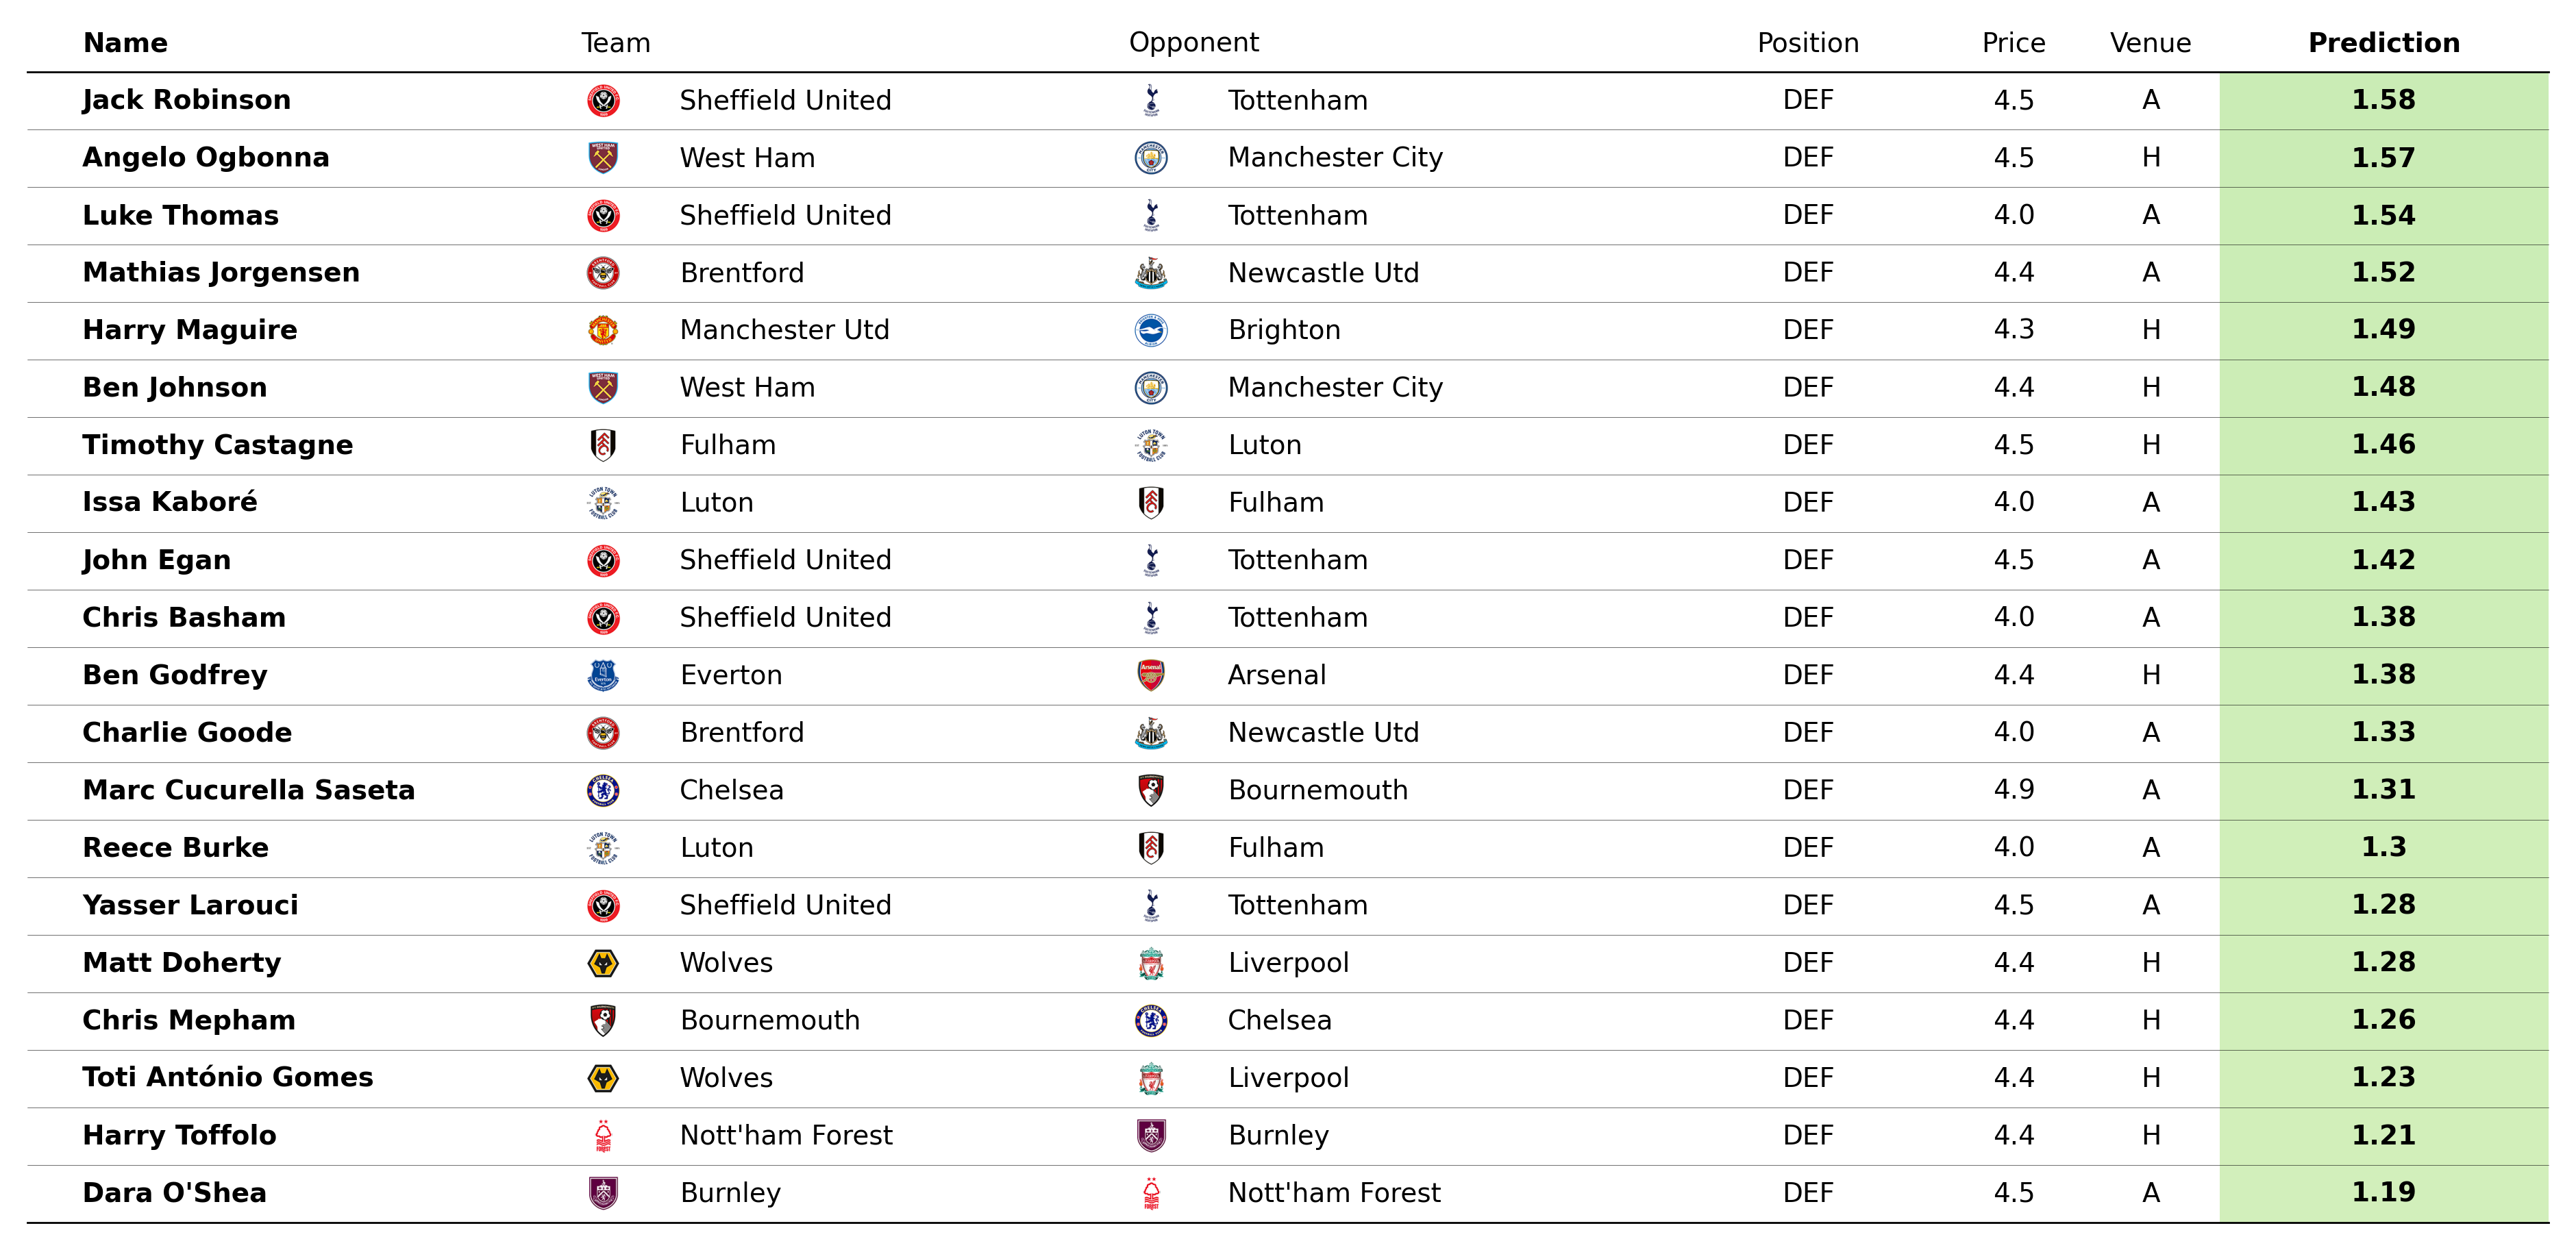 Name Team Opponent Position Price Venue Prediction
Jack Robinson Sheffield United Tottenham DEF 4.5 A 1.58
Angelo Ogbonna West Ham Manchester City DEF 4.5 H 1.57
Luke Thomas Sheffield United Tottenham DEF 4.0 A 1.54
Mathias Jorgensen Brentford Newcastle Utd DEF 4.4 A 1.52
Harry Maguire Manchester Utd Brighton DEF 4.3 H 1.49
Ben Johnson West Ham Manchester City DEF 4.4 H 1.48
Timothy Castagne Fulham Luton DEF 4.5 H 1.46
Issa Kaboré Luton Fulham DEF 4.0 A 1.43
John Egan Sheffield United Tottenham DEF 4.5 A 1.42
Chris Basham Sheffield United Tottenham DEF 4.0 A 1.38
Ben Godfrey Everton Arsenal DEF 4.4 H 1.38
Charlie Goode Brentford Newcastle Utd DEF 4.0 A 1.33
Marc Cucurella Saseta Chelsea Bournemouth DEF 4.9 A 1.31
Reece Burke Luton Fulham DEF 4.0 A 1.3
Yasser Larouci Sheffield United Tottenham DEF 4.5 A 1.28
Matt Doherty Wolves Liverpool DEF 4.4 H 1.28
Chris Mepham Bournemouth Chelsea DEF 4.4 H 1.26
Toti António Gomes Wolves Liverpool DEF 4.4 H 1.23
Harry Toffolo Nott'ham Forest Burnley DEF 4.4 H 1.21
Dara O'Shea Burnley Nott'ham Forest DEF 4.5 A 1.19